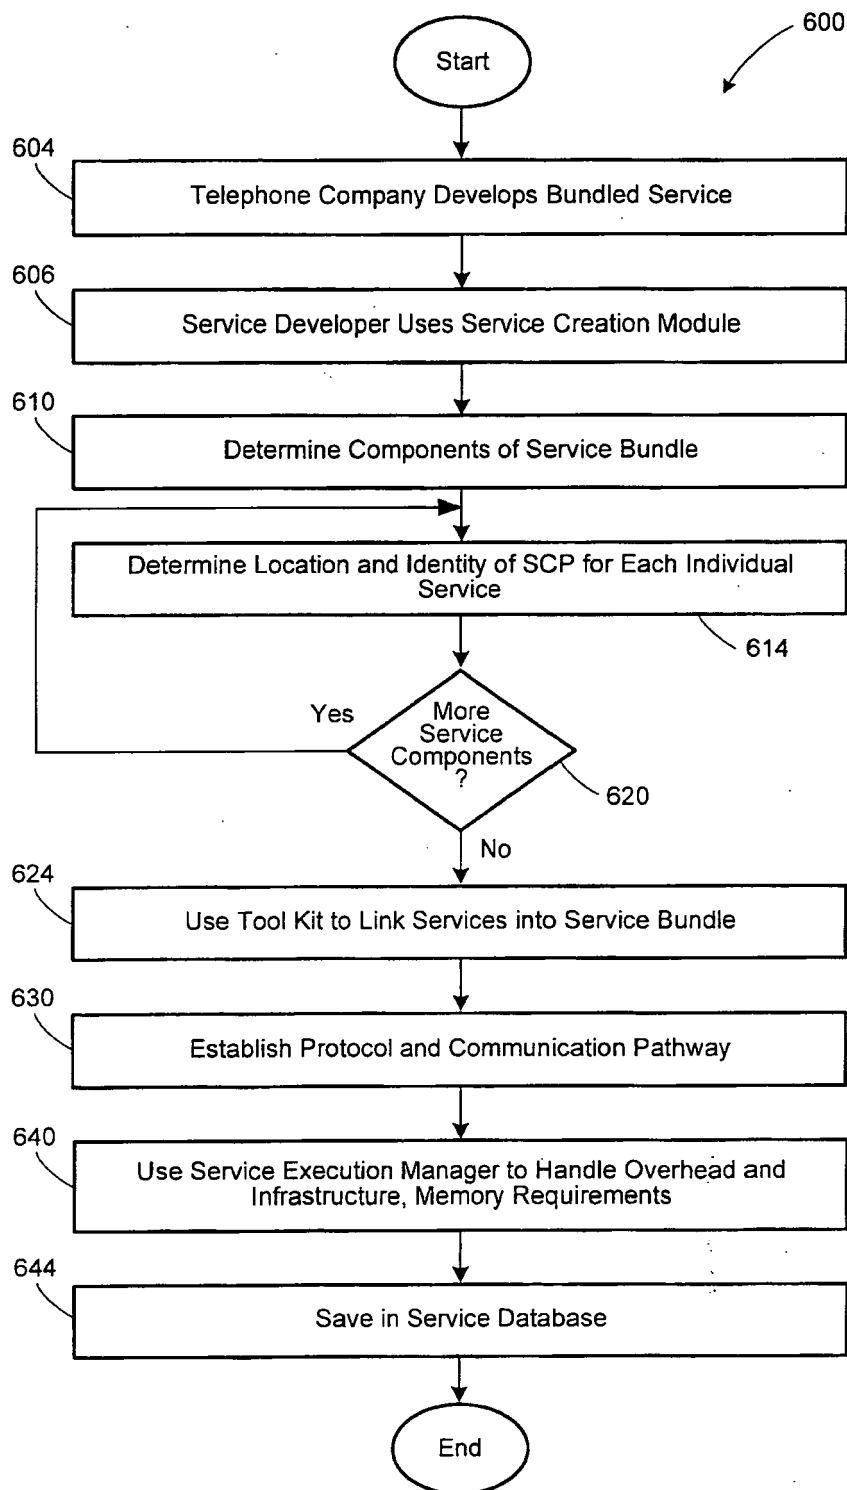 600
Start
604
Telephone Company Develops Bundled Service
606
Service Developer Uses Service Creation Module
610
Determine Components of Service Bundle
Determine Location and Identity of SCP for Each Individual
Service
614
Yes
More
Service
Components
?
620
No
624
Use Tool Kit to Link Services into Service Bundle
630
Establish Protocol and Communication Pathway
640
Use Service Execution Manager to Handle Overhead and
Infrastructure, Memory Requirements
644
Save in Service Database
End